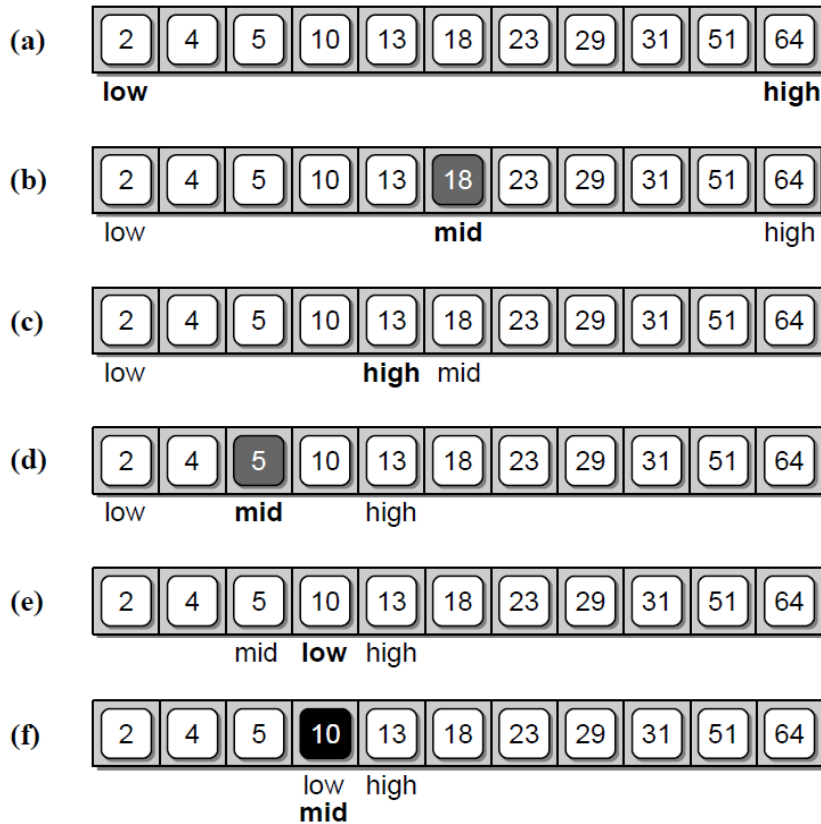 (a) 2 4 5 10 13 18 23 29 31 51 64
low high
(b) 2 4 5 10 13 18 23 29 31 51 64
low mid high
(c) 2 4 5 10 13 18 23 29 31 51 64
low high mid
(d) 2 4 5 10 13 18 23 29 31 51 64
low mid high
(e) 2 4 5 10 13 18 23 29 31 51 64
mid low high
(f) 2 4 5 10 13 18 23 29 31 51 64
low high
mid